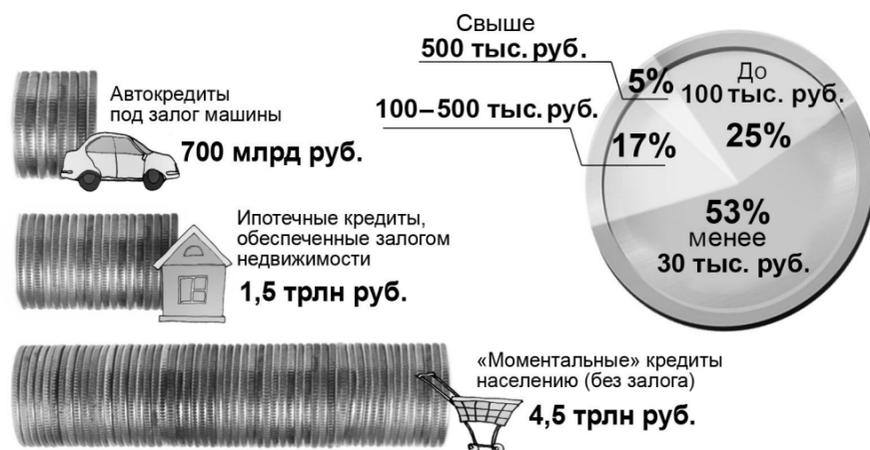 Автокредиты
под залог машины
700 млрд руб.
Ипотечные кредиты,
обеспеченные залогом
недвижимости
1,5 трлн руб.
«Моментальные» кредиты
населению (без залога)
4,5 трлн руб.
Свыше
500 тыс. руб.
5%
100–500 тыс. руб.
17%
До
100 тыс. руб.
25%
53%
менее
30 тыс. руб.